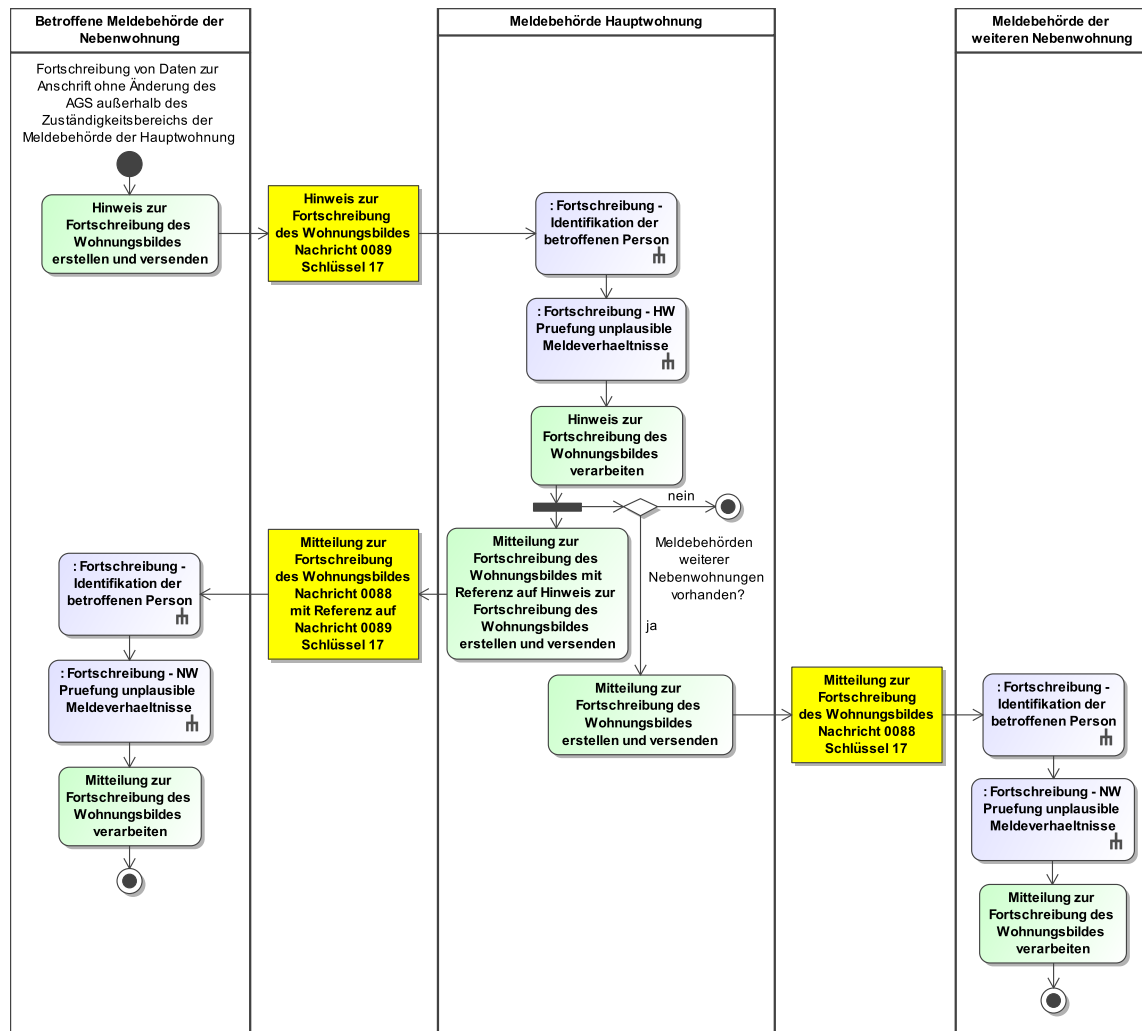 Betroffene Meldebehörde der
Nebenwohnung
Meldebehörde Hauptwohnung
Meldebehörde der
weiteren Nebenwohnung
Fortschreibung von Daten zur
Anschrift ohne Änderung des
AGS außerhalb des
Zuständigkeitsbereichs der
Meldebehörde der Hauptwohnung
Hinweis zur
Fortschreibung des
Wohnungsbildes
erstellen und versenden
Hinweis zur
Fortschreibung
des Wohnungsbildes
Nachricht 0089
Schlüssel 17
: Fortschreibung -
Identifikation der
betroffenen Person
: Fortschreibung - HW
Pruefung unplausible
Meldeverhaeltnisse
Hinweis zur
Fortschreibung des
Wohnungsbildes
verarbeiten
nein
Meldebehörden
weiterer
Nebenwohnungen
vorhanden?
ja
Mitteilung zur
Fortschreibung des
Wohnungsbildes mit
Referenz auf Hinweis zur
Fortschreibung des
Wohnungsbildes
erstellen und versenden
Mitteilung zur
Fortschreibung
des Wohnungsbildes
Nachricht 0088
mit Referenz auf
Nachricht 0089
Schlüssel 17
: Fortschreibung -
Identifikation der
betroffenen Person
: Fortschreibung - NW
Pruefung unplausible
Meldeverhaeltnisse
Mitteilung zur
Fortschreibung des
Wohnungsbildes
verarbeiten
Mitteilung zur
Fortschreibung des
Wohnungsbildes
erstellen und versenden
Mitteilung zur
Fortschreibung
des Wohnungsbildes
Nachricht 0088
Schlüssel 17
: Fortschreibung -
Identifikation der
betroffenen Person
: Fortschreibung - NW
Pruefung unplausible
Meldeverhaeltnisse
Mitteilung zur
Fortschreibung des
Wohnungsbildes
verarbeiten